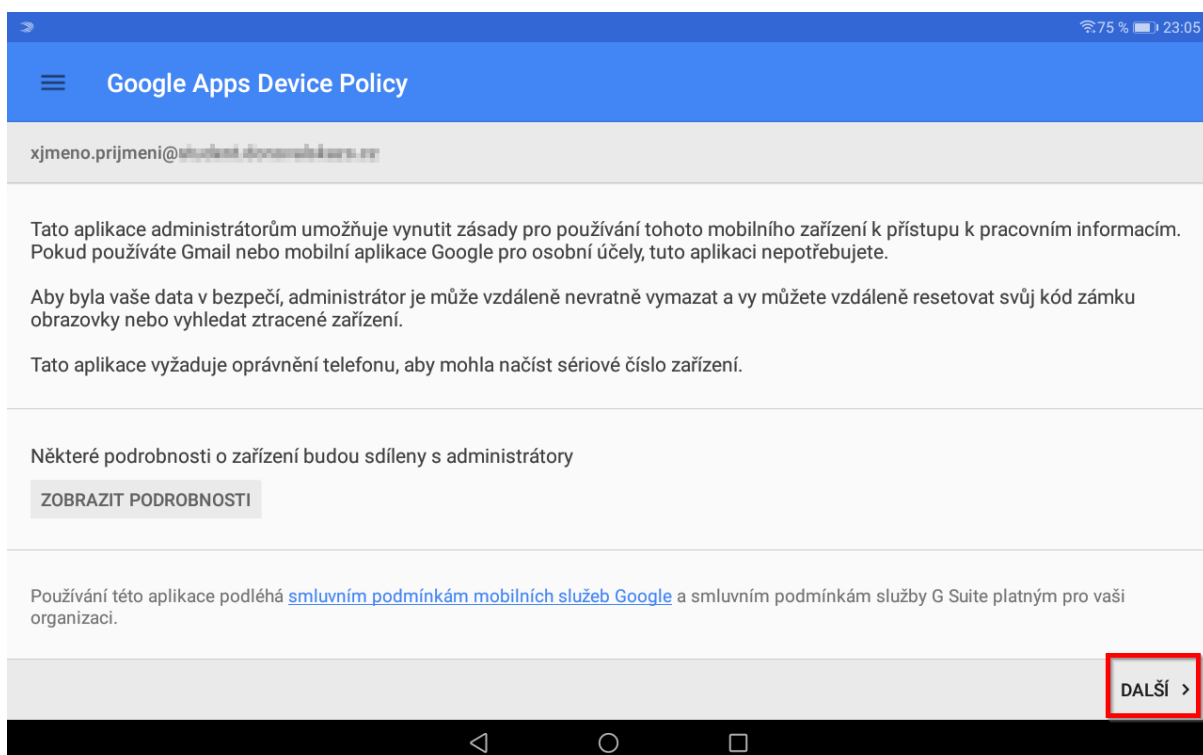 75 % 23:05
Google Apps Device Policy
xjmeno.prijmeni@
Tato aplikace administrátorům umožňuje vynutit zásady pro používání tohoto mobilního zařízení k přístupu k pracovním informacím.
Pokud používáte Gmail nebo mobilní aplikace Google pro osobní účely, tuto aplikaci nepotřebujete.
Aby byla vaše data v bezpečí, administrátor je může vzdáleně nevratně vymazat a vy můžete vzdáleně resetovat svůj kód zámku
obrazovky nebo vyhledat ztracené zařízení.
Tato aplikace vyžaduje oprávnění telefonu, aby mohla načíst sériové číslo zařízení.
Některé podrobnosti o zařízení budou sdíleny s administrátory
ZOBRAZIT PODROBNOSTI
Používání této aplikace podléhá smluvním podmínkám mobilních služeb Google a smluvním podmínkám služby G Suite platným pro vaši
organizaci.
DALŠÍ